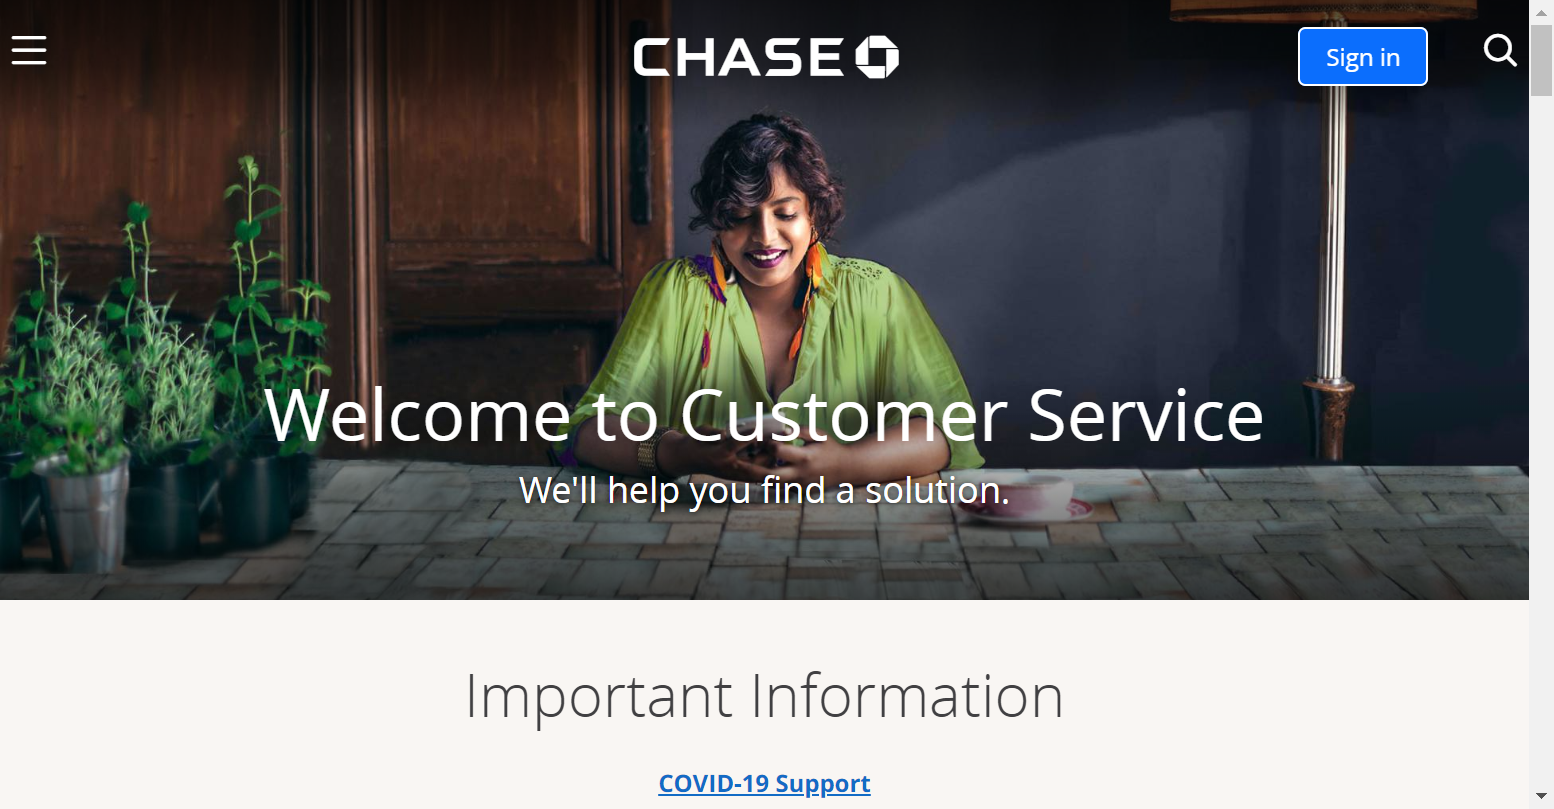 CHASE
Sign in
Welcome to Customer Service
We'll help you find a solution.
Important Information
COVID-19 Support